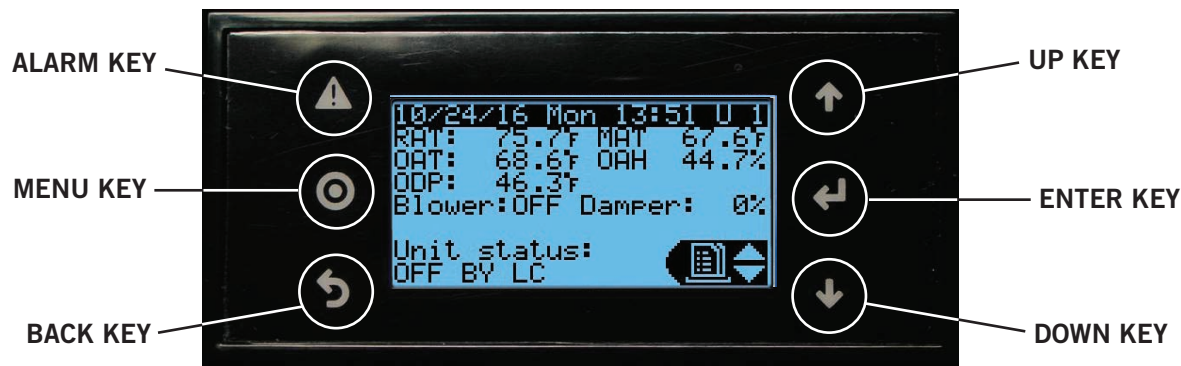 ALARM KEY
MENU KEY
BACK KEY
10/24/16 Mon 13:51 U 1
RAT: 75.7°F MAT 67.6°F
OAT: 68.6°F OAH 44.7%
ODP: 46.3°F
Blower:OFF Damper: 0%
Unit status:
OFF BY LC
UP KEY
ENTER KEY
DOWN KEY